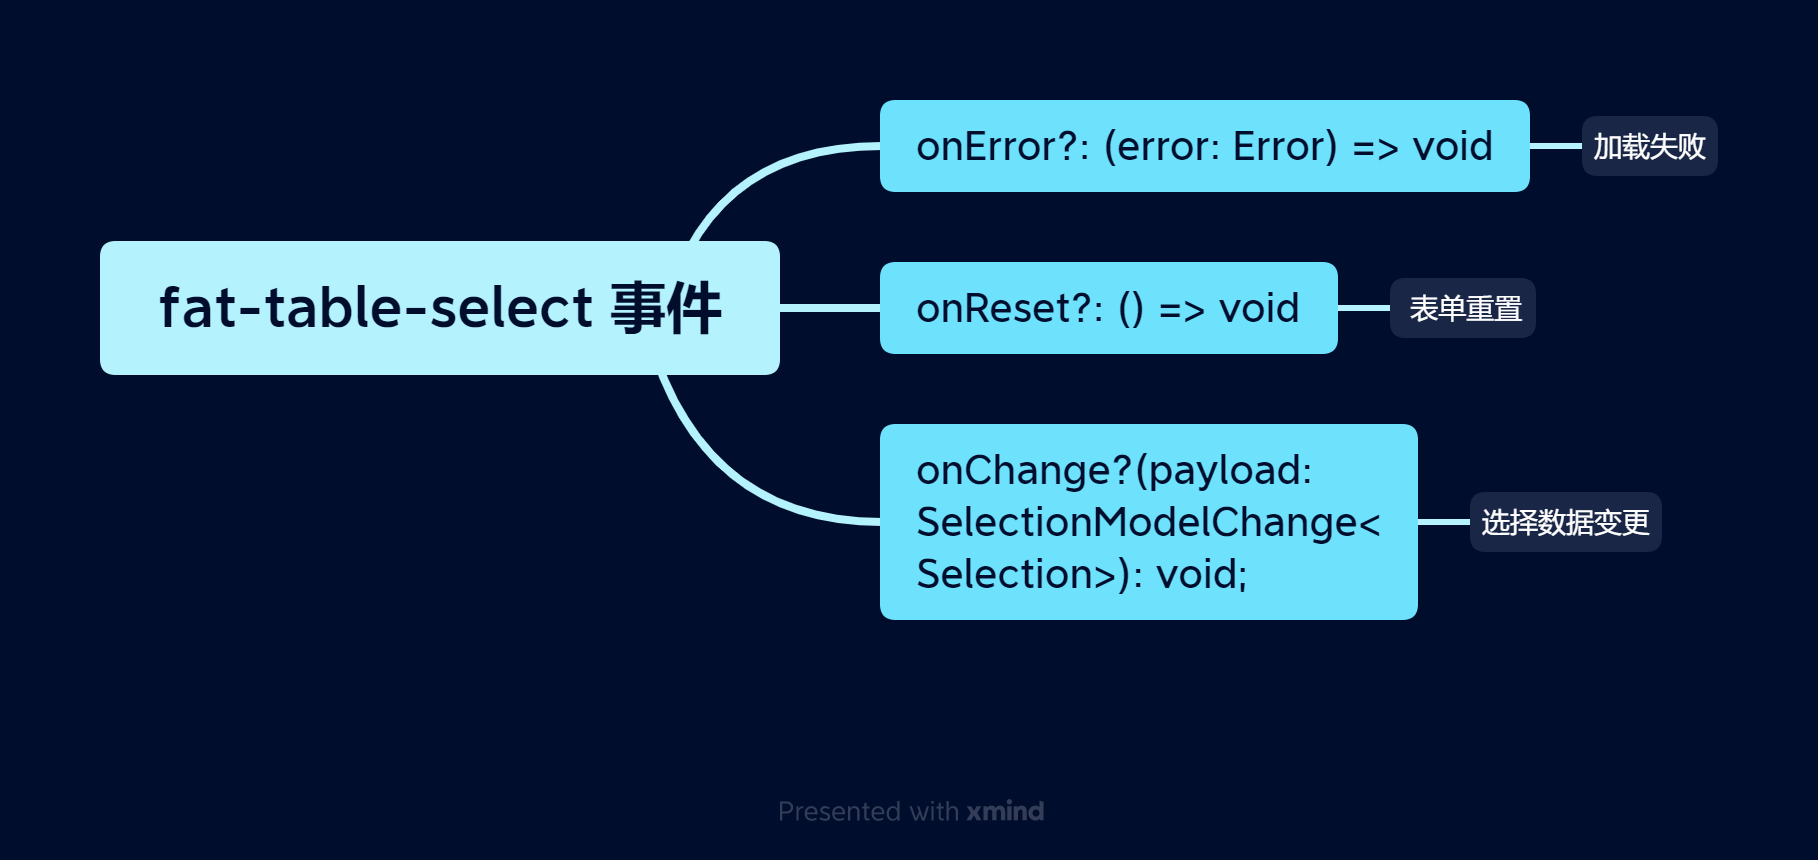 fat-table-select 事件
onError?: (error: Error) => void
加载失败
onReset?: () => void
表单重置
onChange?(payload:
SelectionModelChange<
Selection>): void;
选择数据变更
Presented with xmind